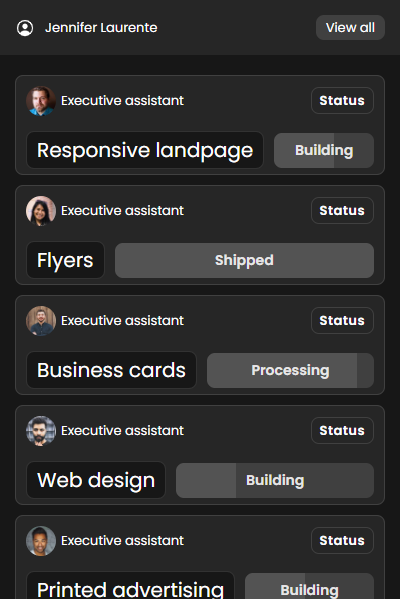 Jennifer Laurente
View all
Executive assistant
Status
Responsive landpage
Building
Executive assistant
Status
Flyers
Shipped
Executive assistant
Status
Business cards
Processing
Executive assistant
Status
Web design
Building
Executive assistant
Status
Printed advertising
Building